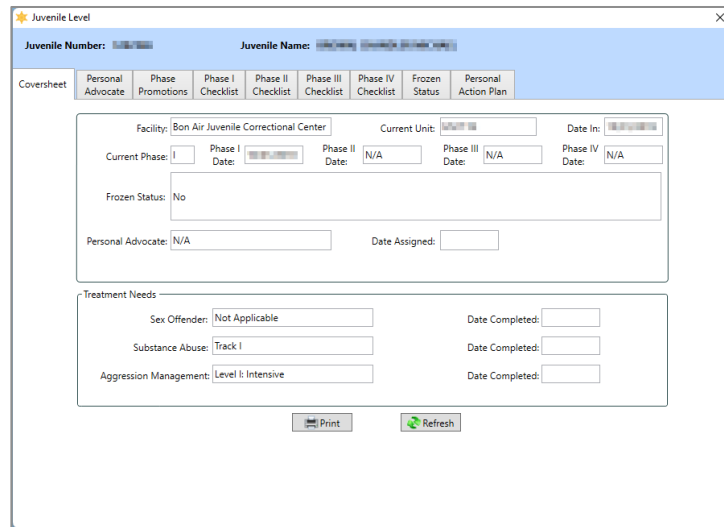 Juvenile Level
Juvenile Number: Juvenile Name:
Coversheet Personal Advocate Phase Promotions Phase I Checklist Phase II Checklist Phase III Checklist Phase IV Checklist Frozen Status Personal Action Plan
Facility: Bon Air Juvenile Correctional Center Current Unit: Date In:
Current Phase: I Phase I Date: Phase II Date: N/A Phase III Date: N/A Phase IV Date: N/A
Frozen Status: No
Personal Advocate: N/A Date Assigned:
Treatment Needs
Sex Offender: Not Applicable Date Completed:
Substance Abuse: Track I Date Completed:
Aggression Management: Level I: Intensive Date Completed:
Print Refresh